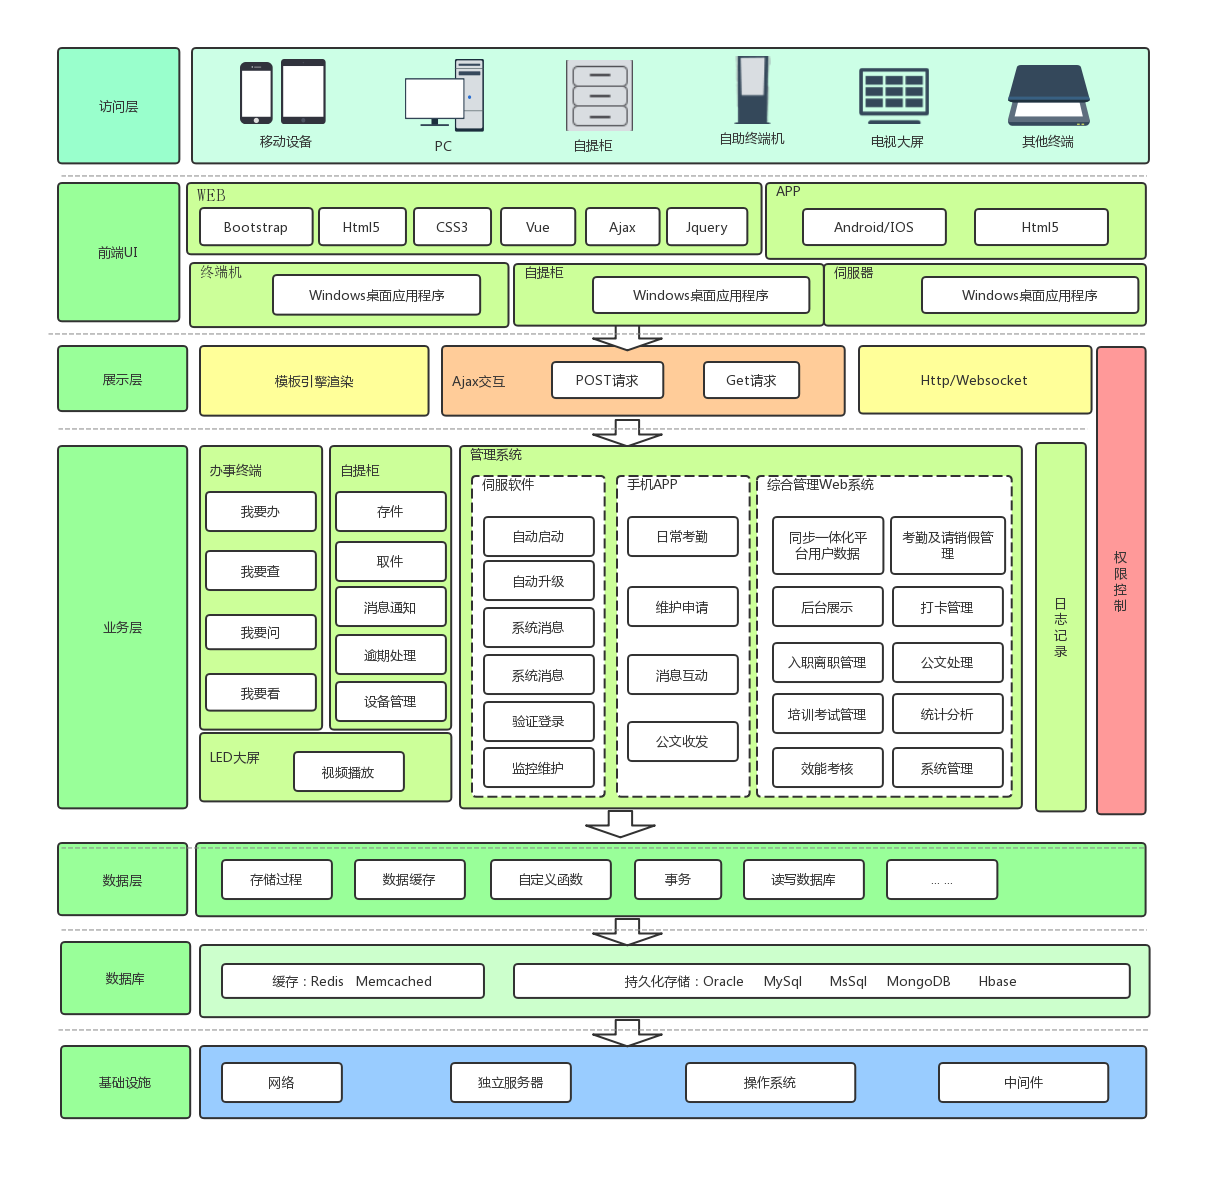 访问层
移动设备
PC
自提柜
自助终端机
电视大屏
其他终端
前端UI
WEB
Bootstrap
Html5
CSS3
Vue
Ajax
Jquery
APP
Android/IOS
Html5
终端机
Windows桌面应用程序
自提柜
Windows桌面应用程序
伺服器
Windows桌面应用程序
展示层
模板引擎渲染
Ajax交互
POST请求
Get请求
Http/Websocket
权
限
控
制
业务层
办事终端
我要办
我要查
我要问
我要看
自提柜
存件
取件
消息通知
逾期处理
设备管理
LED大屏
视频播放
管理系统
伺服软件
自动启动
自动升级
系统消息
系统消息
验证登录
监控维护
手机APP
日常考勤
维护申请
消息互动
公文收发
综合管理Web系统
同步一体化平
台用户数据
考勤及请销假管
理
后台展示
打卡管理
入职离职管理
公文处理
培训考试管理
统计分析
效能考核
系统管理
日
志
记
录
数据层
存储过程
数据缓存
自定义函数
事务
读写数据库
... ...
数据库
缓存：Redis Memcached
持久化存储：Oracle MySql MsSql MongoDB Hbase
基础设施
网络
独立服务器
操作系统
中间件